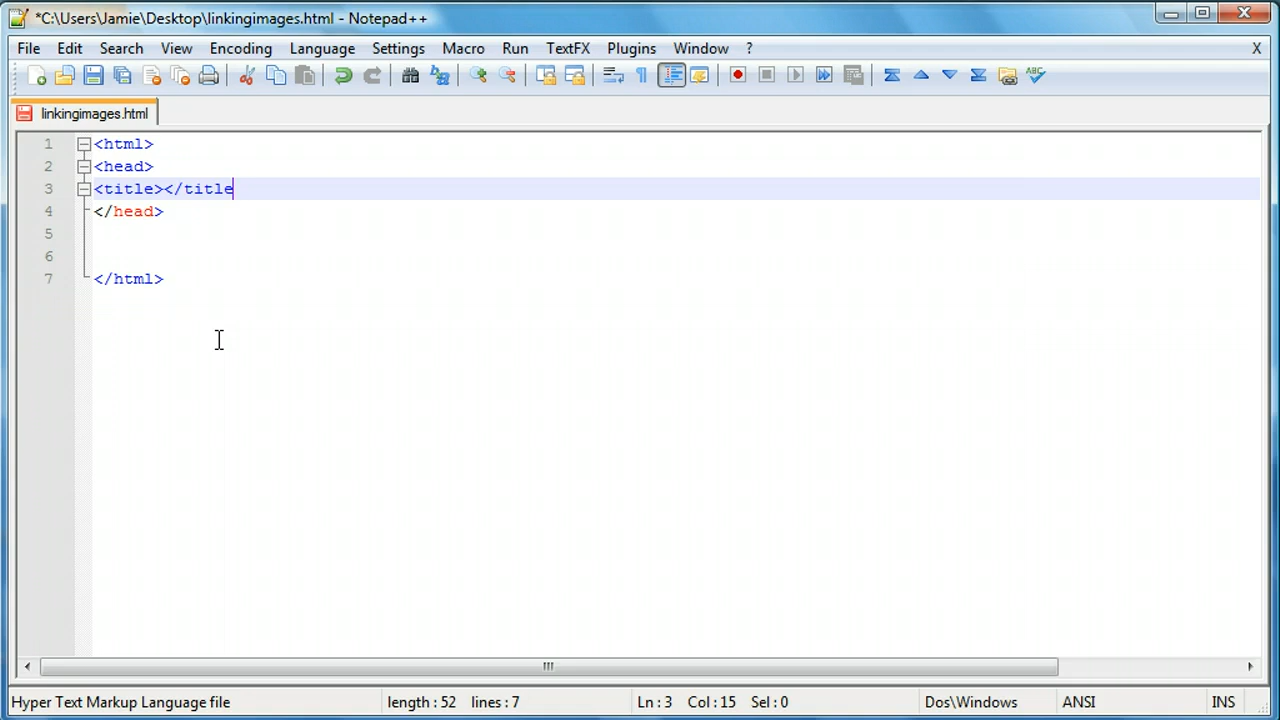 *C:\Users\Jamie\Desktop\linkingimages.html - Notepad++
File Edit Search View Encoding Language Settings Macro Run TextFX Plugins Window ? X
linkingimages.html
1 <html>
2 <head>
3 <title></title
4 </head>
5
6
7 </html>
Hyper Text Markup Language file length : 52 lines : 7 Ln : 3 Col : 15 Sel : 0 Dos\Windows ANSI INS